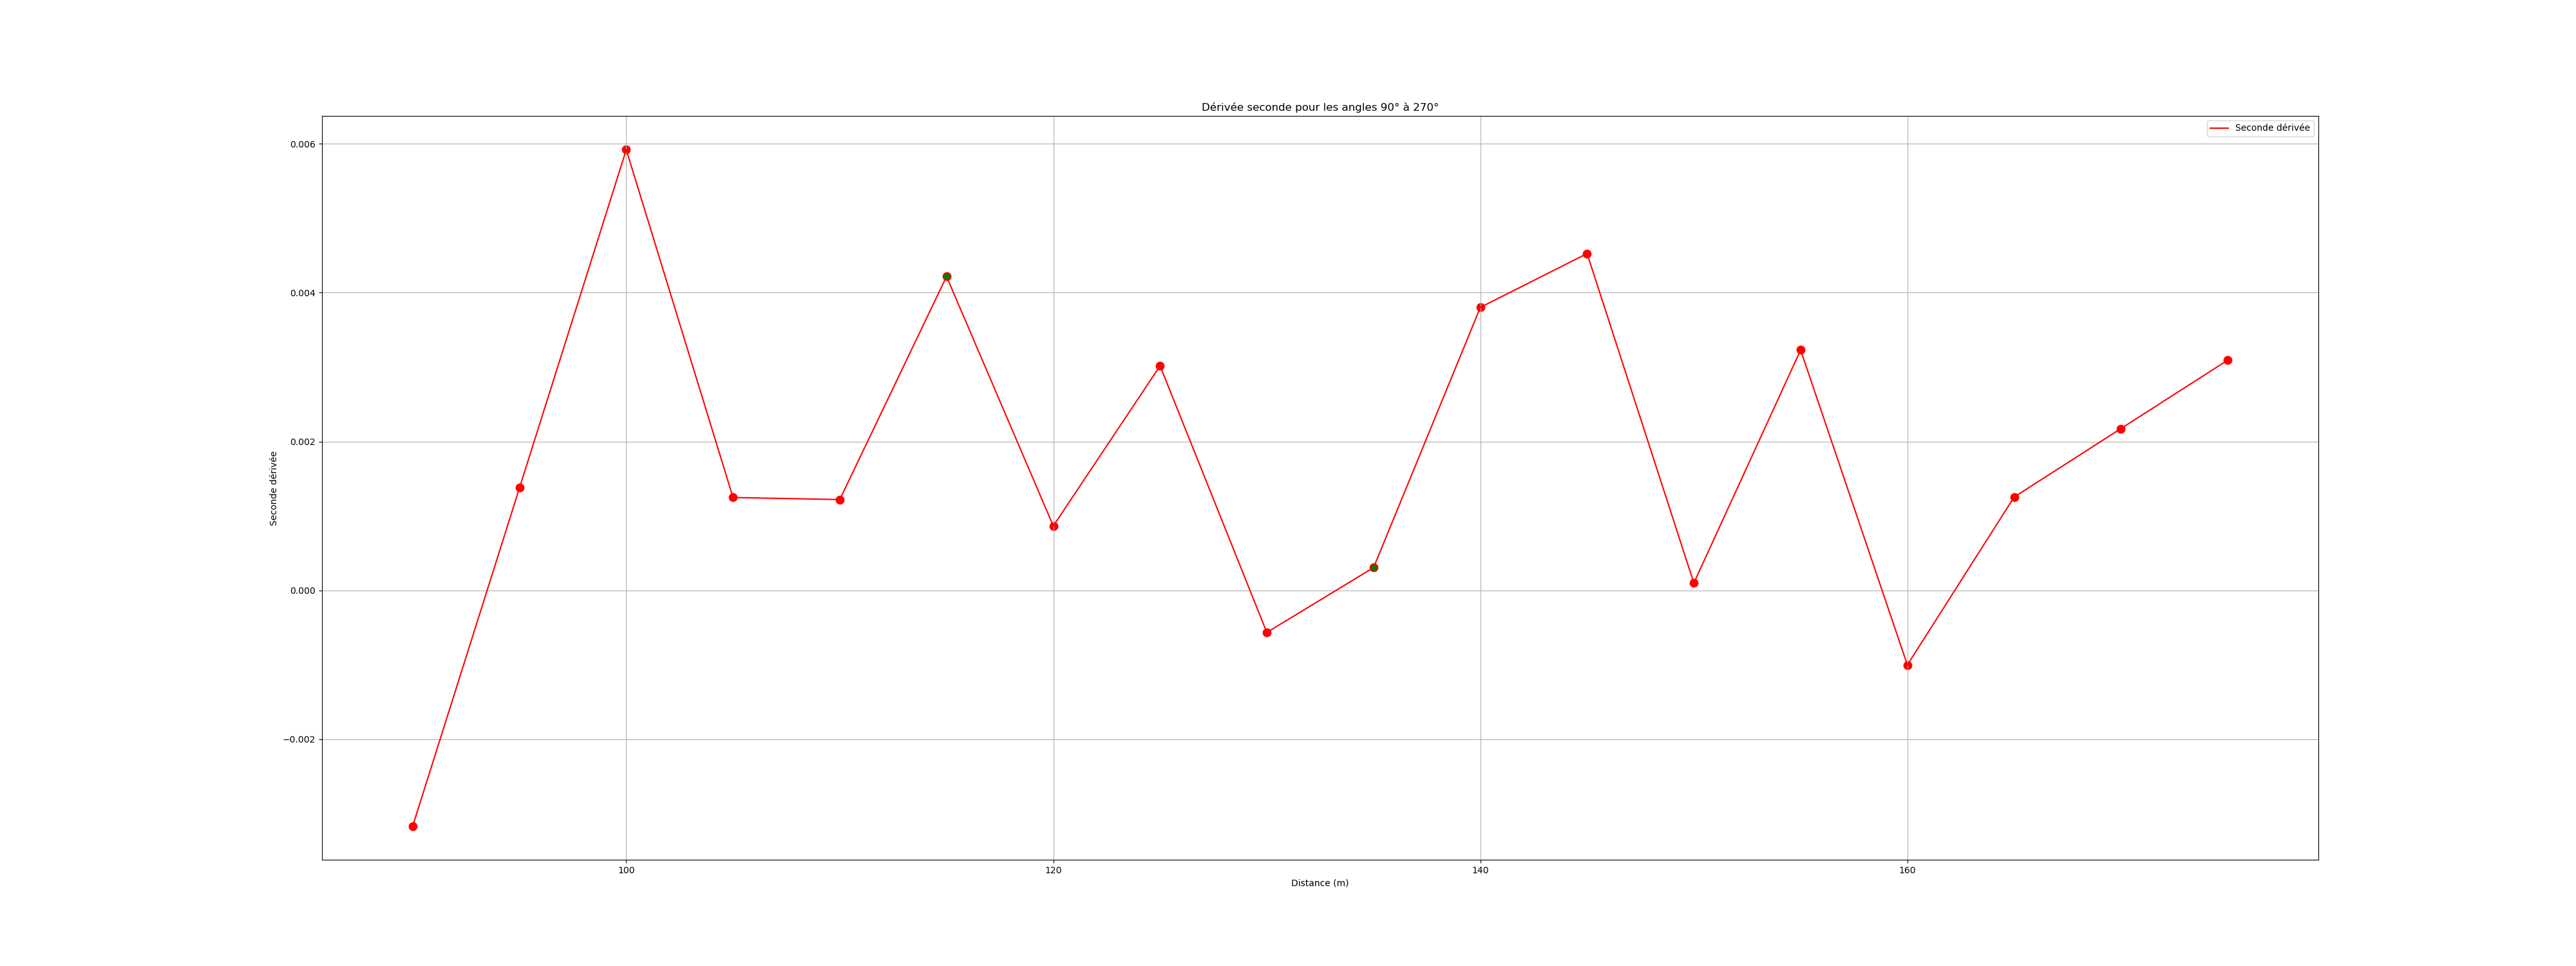 Dérivée seconde pour les angles 90° à 270°
Seconde dérivée
0.006
0.004
0.002
0.000
−0.002
Seconde dérivée
100
120
140
160
Distance (m)